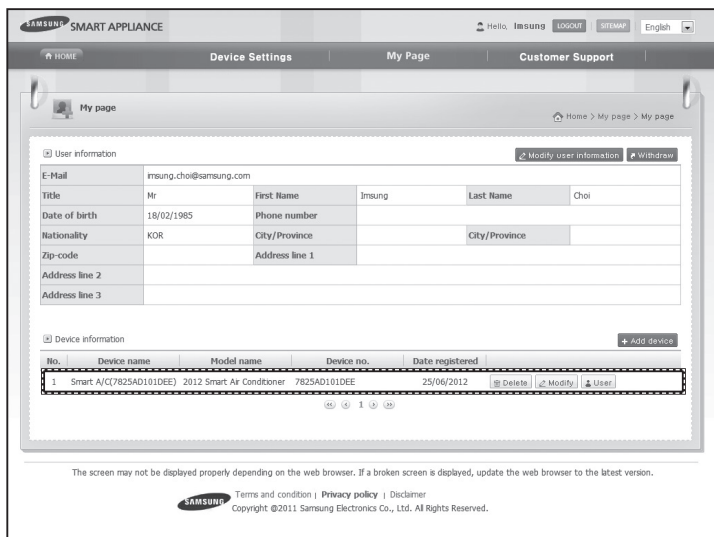 SAMSUNG SMART APPLIANCE Hello, Imsung LOGOUT SITEMAP English
HOME Device Settings My Page Customer Support
My page
Home > My page > My page
User information Modify user information Withdraw
E-Mail imsung.choi@samsung.com
Title Mr First Name Imsung Last Name Choi
Date of birth 18/02/1985 Phone number
Nationality KOR City/Province City/Province
Zip-code Address line 1
Address line 2
Address line 3
Device information + Add device
No. Device name Model name Device no. Date registered
1 Smart A/C(7825AD101DEE) 2012 Smart Air Conditioner 7825AD101DEE 25/06/2012 Delete Modify User
1
The screen may not be displayed properly depending on the web browser. If a broken screen is displayed, update the web browser to the latest version.
SAMSUNG Terms and condition | Privacy policy | Disclaimer
Copyright @2011 Samsung Electronics Co., Ltd. All Rights Reserved.